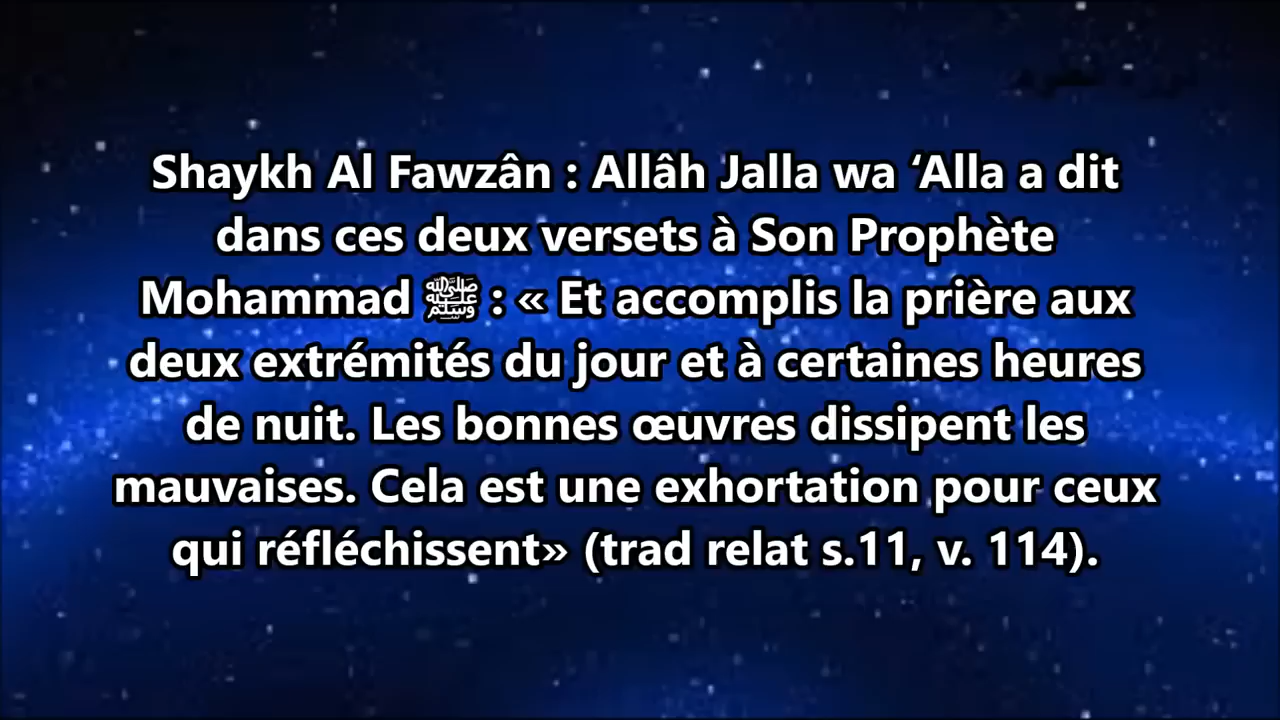 Shaykh Al Fawzân : Allâh Jalla wa ‘Alla a dit
dans ces deux versets à Son Prophète
Mohammad ﷺ : « Et accomplis la prière aux
deux extrémités du jour et à certaines heures
de nuit. Les bonnes œuvres dissipent les
mauvaises. Cela est une exhortation pour ceux
qui réfléchissent» (trad relat s.11, v. 114).